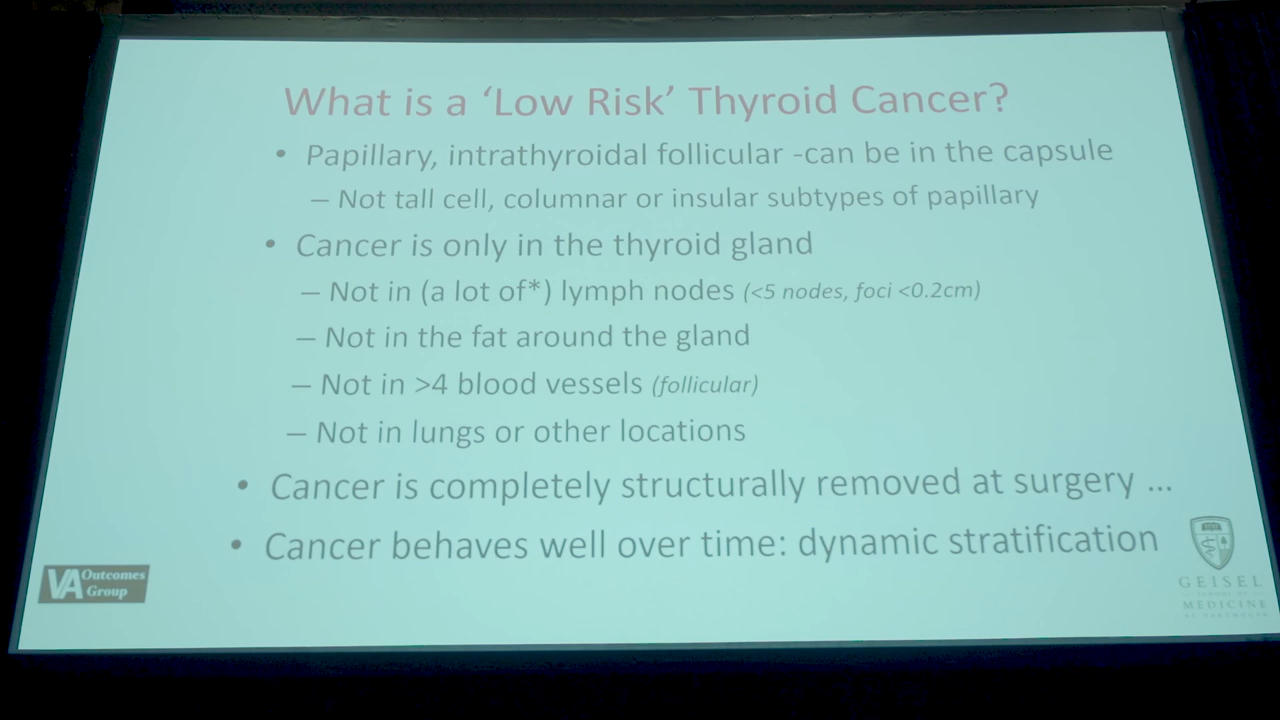 What is a ‘Low Risk’ Thyroid Cancer?
• Papillary, intrathyroidal follicular -can be in the capsule
– Not tall cell, columnar or insular subtypes of papillary
• Cancer is only in the thyroid gland
– Not in (a lot of*) lymph nodes (<5 nodes, foci <0.2cm)
– Not in the fat around the gland
– Not in >4 blood vessels (follicular)
– Not in lungs or other locations
• Cancer is completely structurally removed at surgery ...
• Cancer behaves well over time: dynamic stratification
VA Outcomes
Group
GEISEL
SCHOOL OF
MEDICINE
AT DARTMOUTH